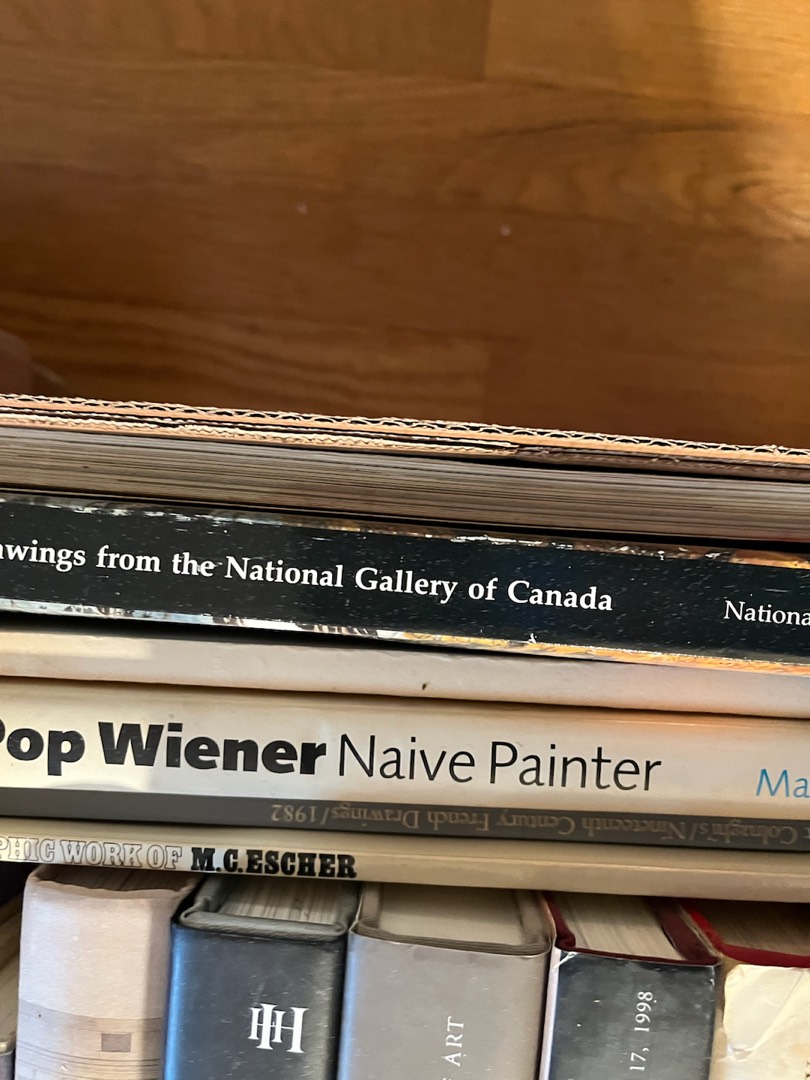 awings from the National Gallery of Canada Nationa
Pop Wiener Naive Painter Ma
Colnaghi's/Nineteenth Century French Drawings/1982
PHIC WORK OF M.C. ESCHER
HH
ART
17, 1998